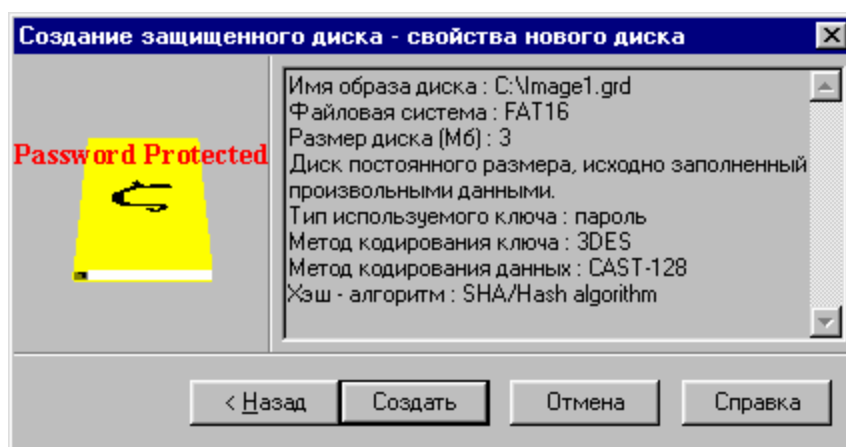 Создание защищенного диска - свойства нового диска
Password Protected
Имя образа диска : C:\Image1.grd
Файловая система : FAT16
Размер диска (Мб) : 3
Диск постоянного размера, исходно заполненный
произвольными данными.
Тип используемого ключа : пароль
Метод кодирования ключа : 3DES
Метод кодирования данных : CAST-128
Хэш - алгоритм : SHA/Hash algorithm
< Назад
Создать
Отмена
Справка